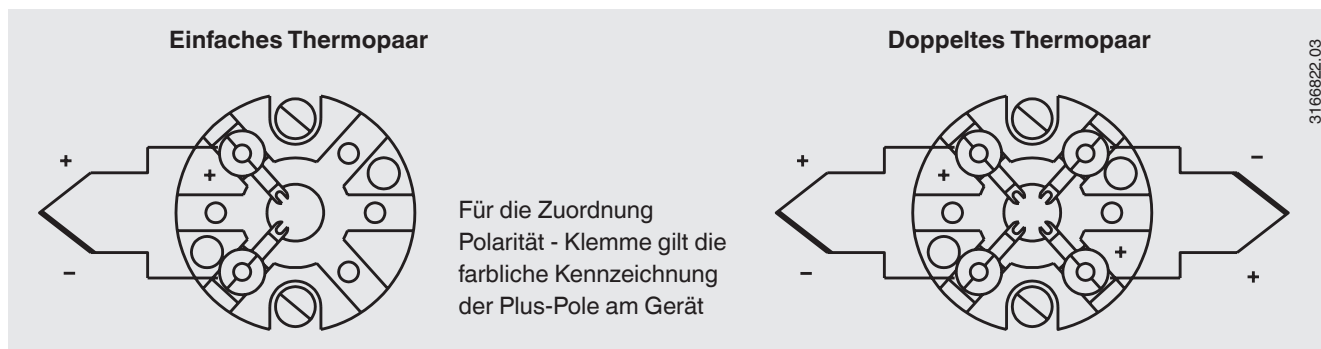 Einfaches Thermopaar
+
+
−
Für die Zuordnung
Polarität - Klemme gilt die
farbliche Kennzeichnung
der Plus-Pole am Gerät
Doppeltes Thermopaar
+
+
−
−
+
+
3166822.03